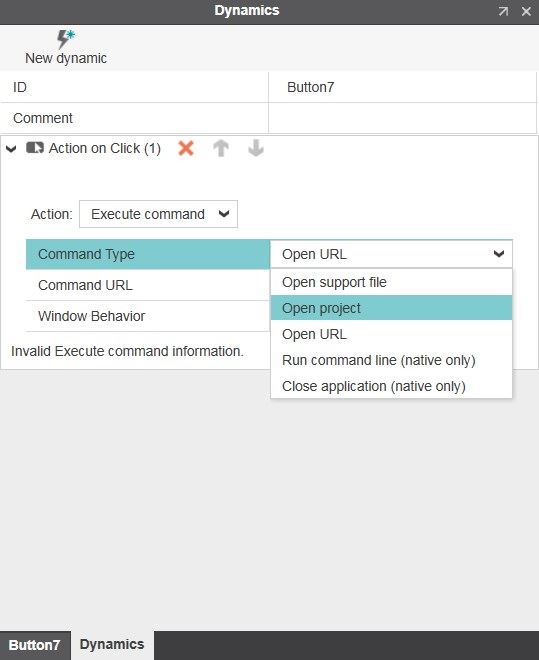 Dynamics
New dynamic
ID Button7
Comment
Action on Click (1)
Action: Execute command
Command Type Open URL
Command URL Open support file
Open project
Window Behavior Open URL
Invalid Execute command information. Run command line (native only)
Close application (native only)
Button7 Dynamics